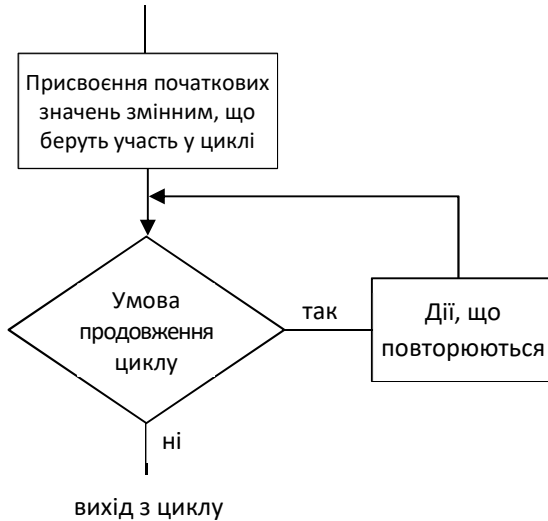 Присвоєння початкових
значень змінним, що
беруть участь у циклі
Умова
продовження
циклу
так
Дії, що
повторюються
ні
вихід з циклу